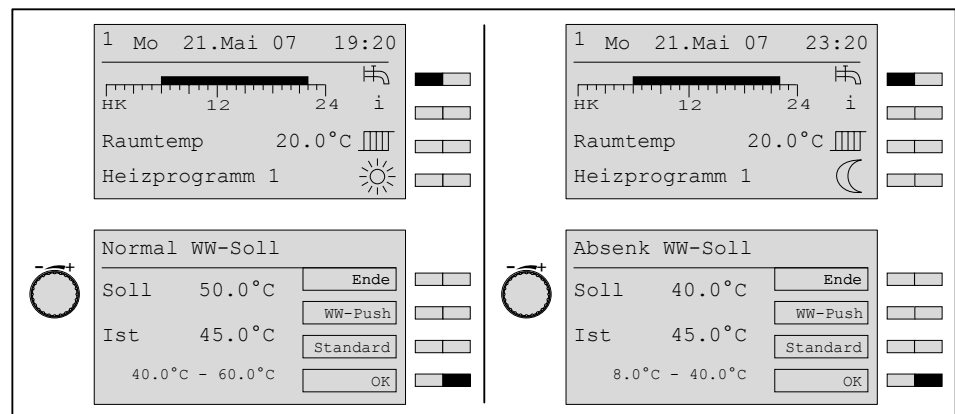 1 Mo 21.Mai 07 19:20
HK 12 24 i
Raumtemp 20.0°C
Heizprogramm 1
Normal WW-Soll
Ende
Soll 50.0°C
WW-Push
Ist 45.0°C
Standard
40.0°C - 60.0°C OK
- +
1 Mo 21.Mai 07 23:20
HK 12 24 i
Raumtemp 20.0°C
Heizprogramm 1
Absenk WW-Soll
Ende
Soll 40.0°C
WW-Push
Ist 45.0°C
Standard
8.0°C - 40.0°C OK
- +